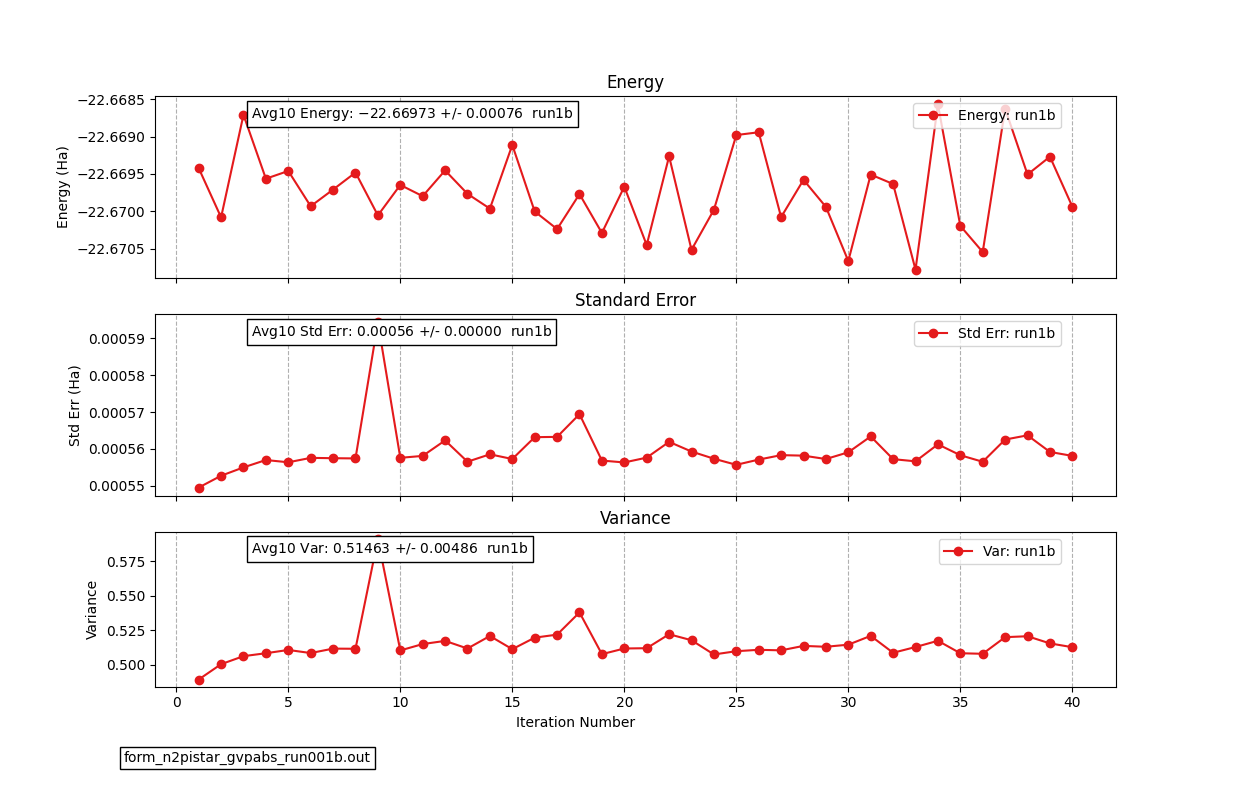 Energy
Avg10 Energy: −22.66973 +/- 0.00076 run1b
Energy: run1b
−22.6685
−22.6690
−22.6695
−22.6700
−22.6705
Energy (Ha)
Standard Error
Avg10 Std Err: 0.00056 +/- 0.00000 run1b
Std Err: run1b
0.00059
0.00058
0.00057
0.00056
0.00055
Std Err (Ha)
Variance
Avg10 Var: 0.51463 +/- 0.00486 run1b
Var: run1b
0.575
0.550
0.525
0.500
Variance
0 5 10 15 20 25 30 35 40
Iteration Number
form_n2pistar_gvpabs_run001b.out